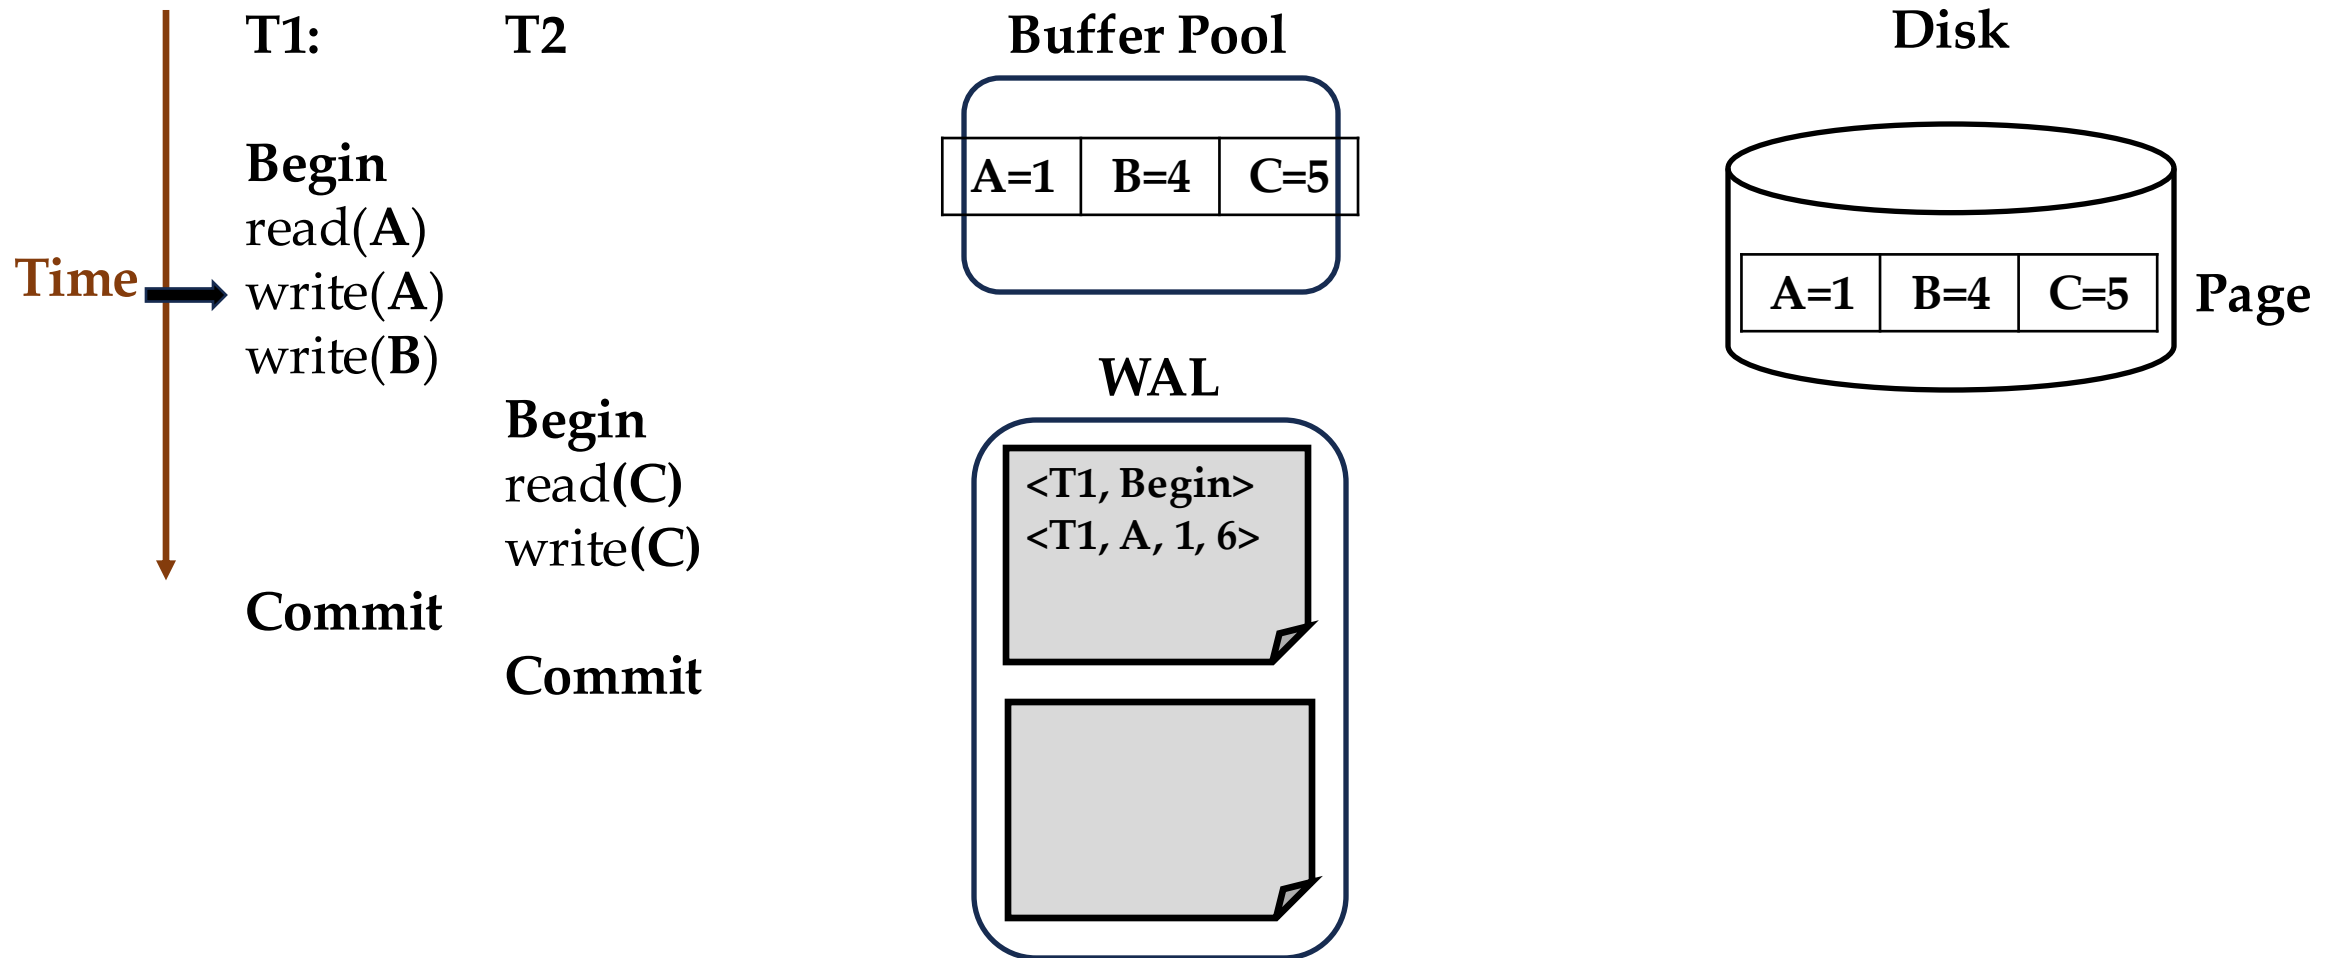 T1: T2
Begin
read(A)
Time
write(A)
write(B)
Begin
read(C)
write(C)
Commit
Commit
Buffer Pool
A=1 B=4 C=5
WAL
<T1, Begin>
<T1, A, 1, 6>
Disk
A=1 B=4 C=5
Page